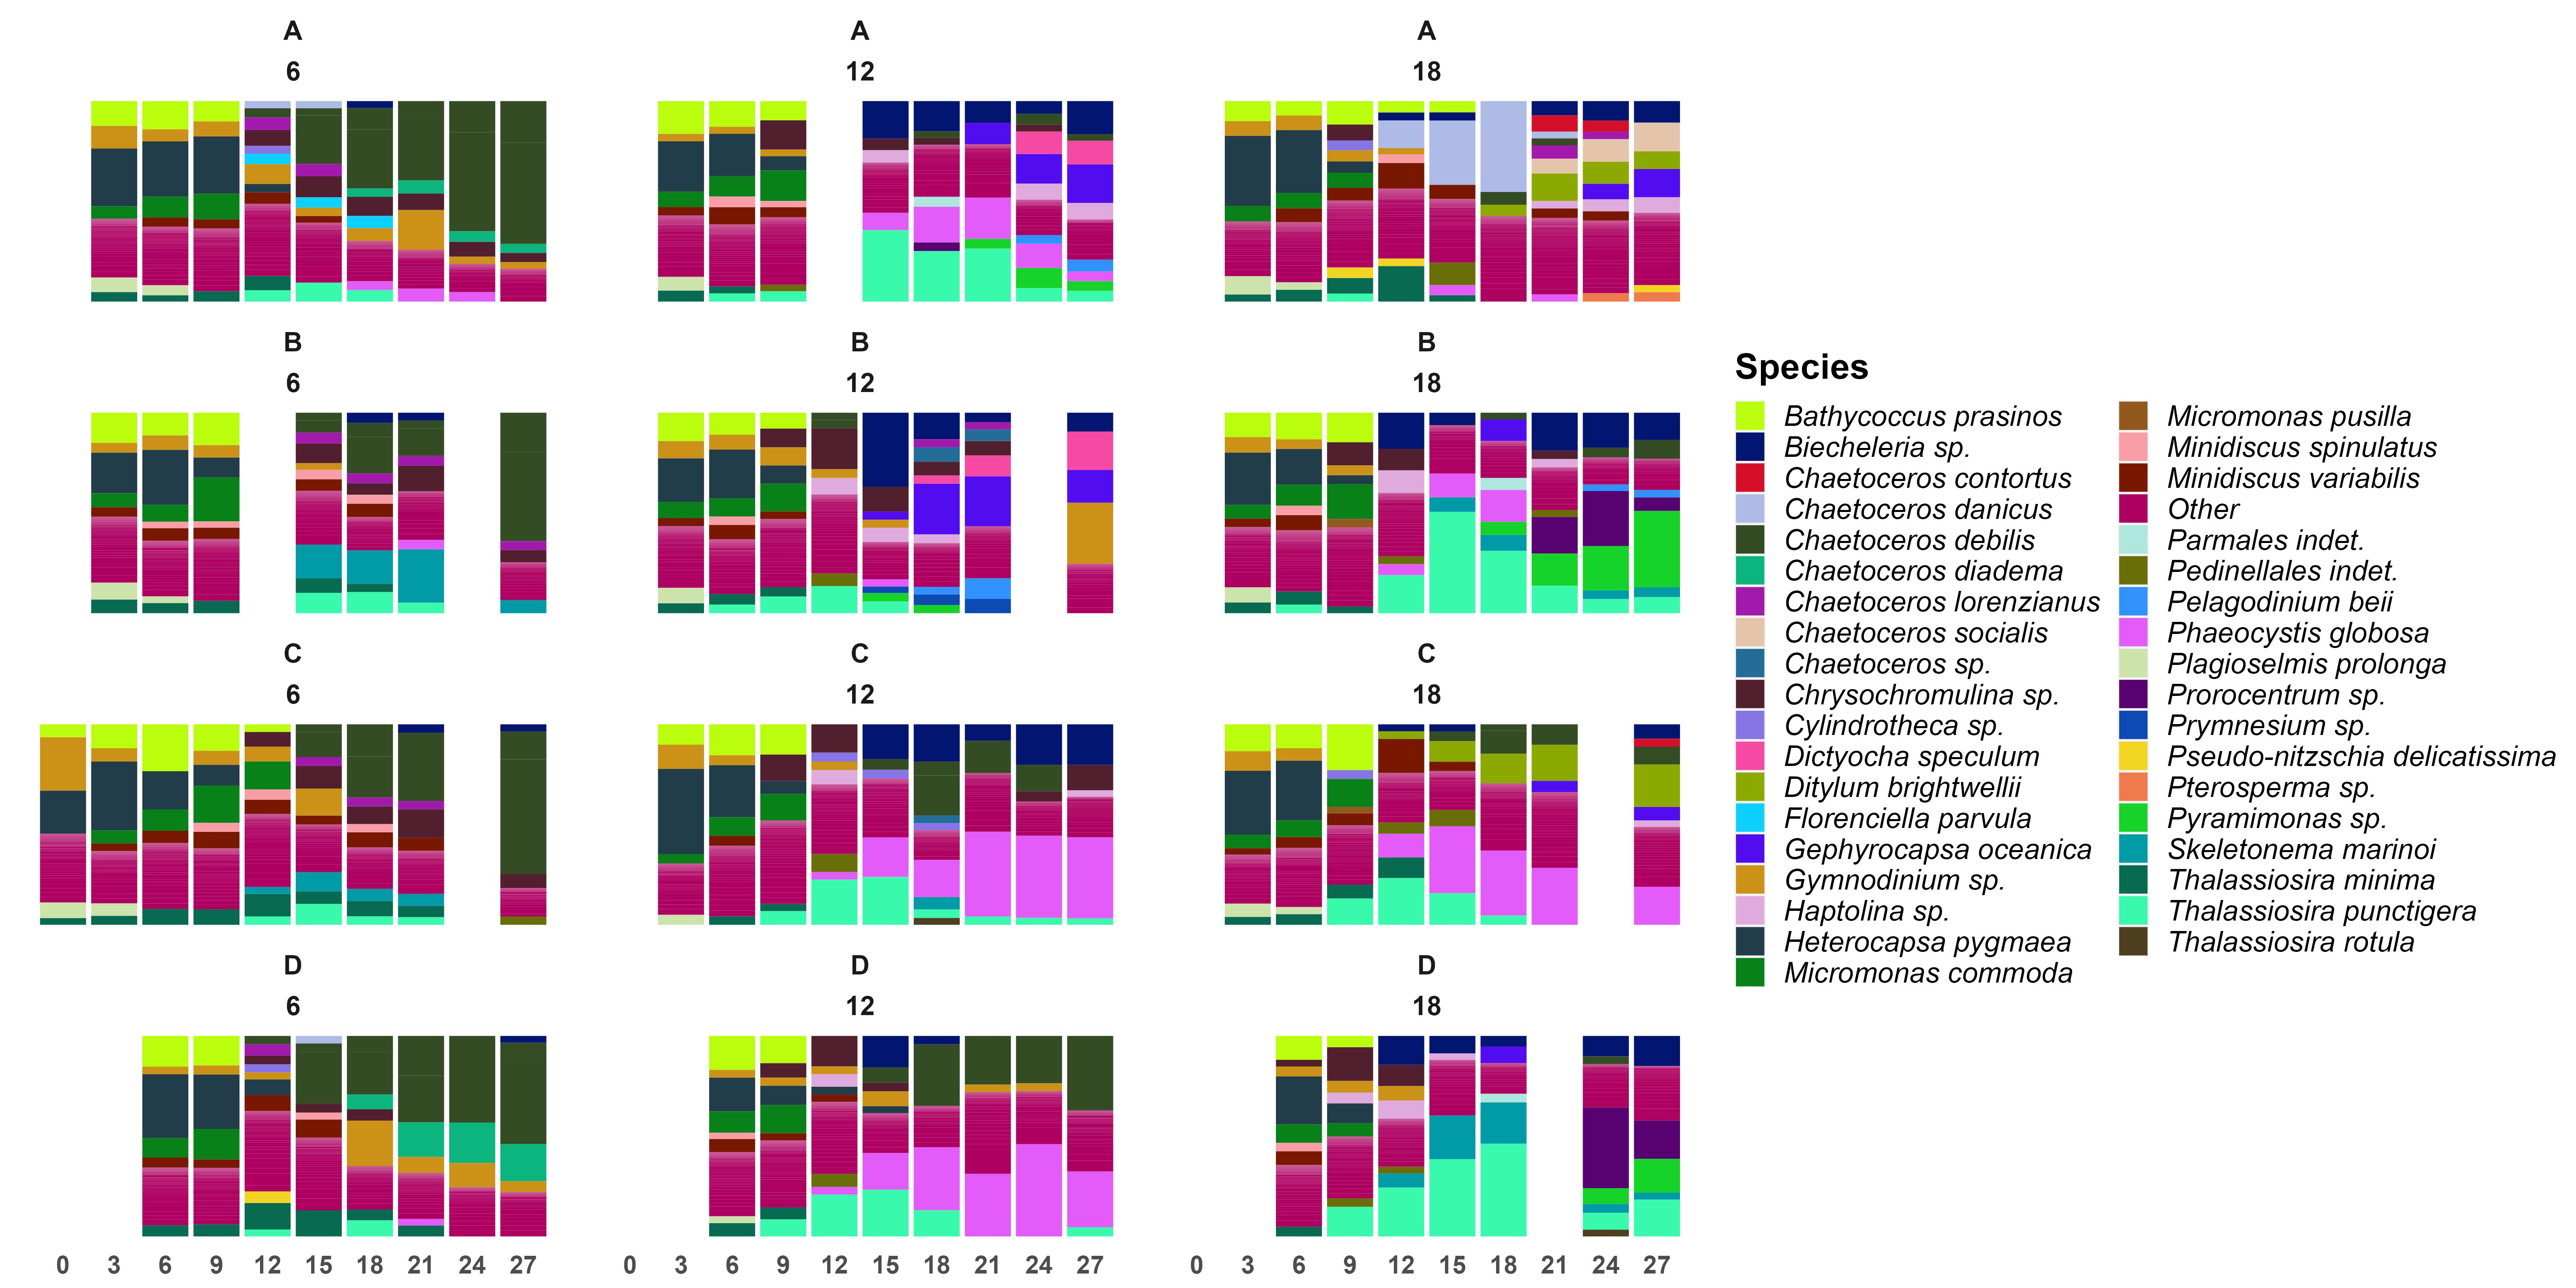 A
6
A
12
A
18
B
6
B
12
B
18
C
6
C
12
C
18
D
6
D
12
D
18
0 3 6 9 12 15 18 21 24 27
0 3 6 9 12 15 18 21 24 27
0 3 6 9 12 15 18 21 24 27
Species
Bathycoccus prasinos
Biecheleria sp.
Chaetoceros contortus
Chaetoceros danicus
Chaetoceros debilis
Chaetoceros diadema
Chaetoceros lorenzianus
Chaetoceros socialis
Chaetoceros sp.
Chrysochromulina sp.
Cylindrotheca sp.
Dictyocha speculum
Ditylum brightwellii
Florenciella parvula
Gephyrocapsa oceanica
Gymnodinium sp.
Haptolina sp.
Heterocapsa pygmaea
Micromonas commoda
Micromonas pusilla
Minidiscus spinulatus
Minidiscus variabilis
Other
Parmales indet.
Pedinellales indet.
Pelagodinium beii
Phaeocystis globosa
Plagioselmis prolonga
Prorocentrum sp.
Prymnesium sp.
Pseudo-nitzschia delicatissima
Pterosperma sp.
Pyramimonas sp.
Skeletonema marinoi
Thalassiosira minima
Thalassiosira punctigera
Thalassiosira rotula